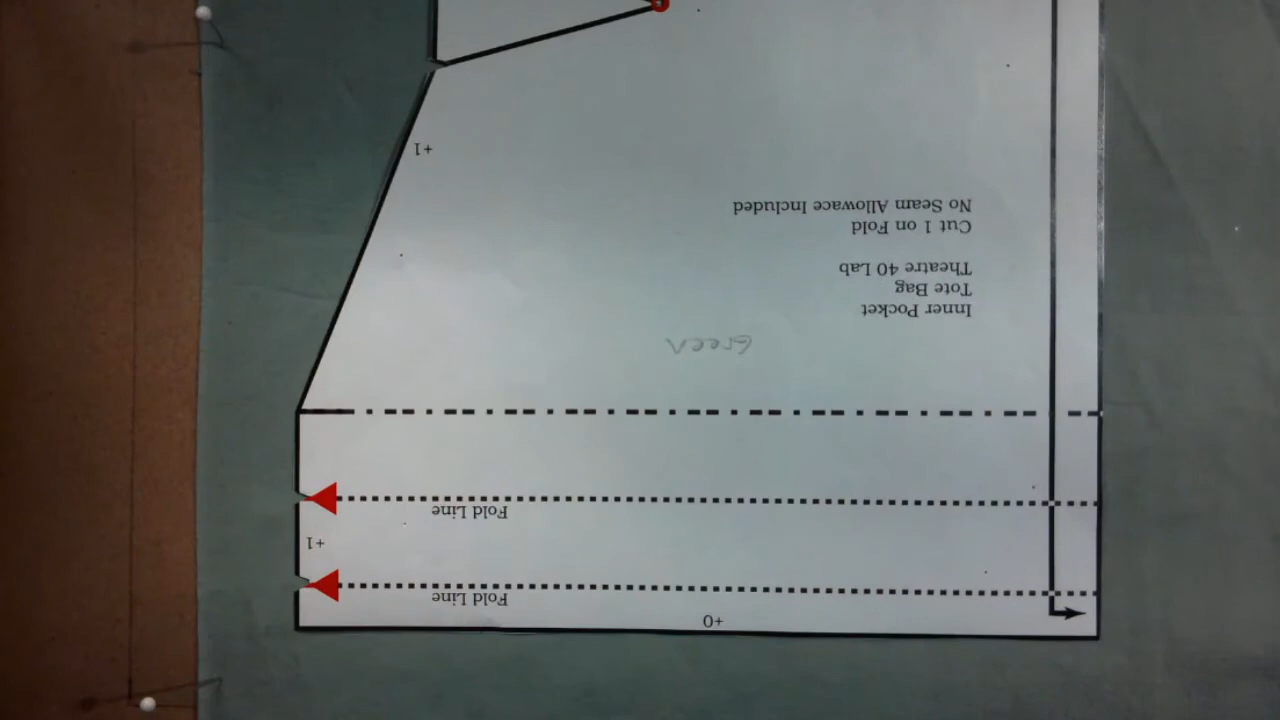 Inner Pocket
Tote Bag
Theatre 40 Lab
Cut 1 on Fold
No Seam Allowace Included
Green
+0
Fold Line
+1
Fold Line
+1